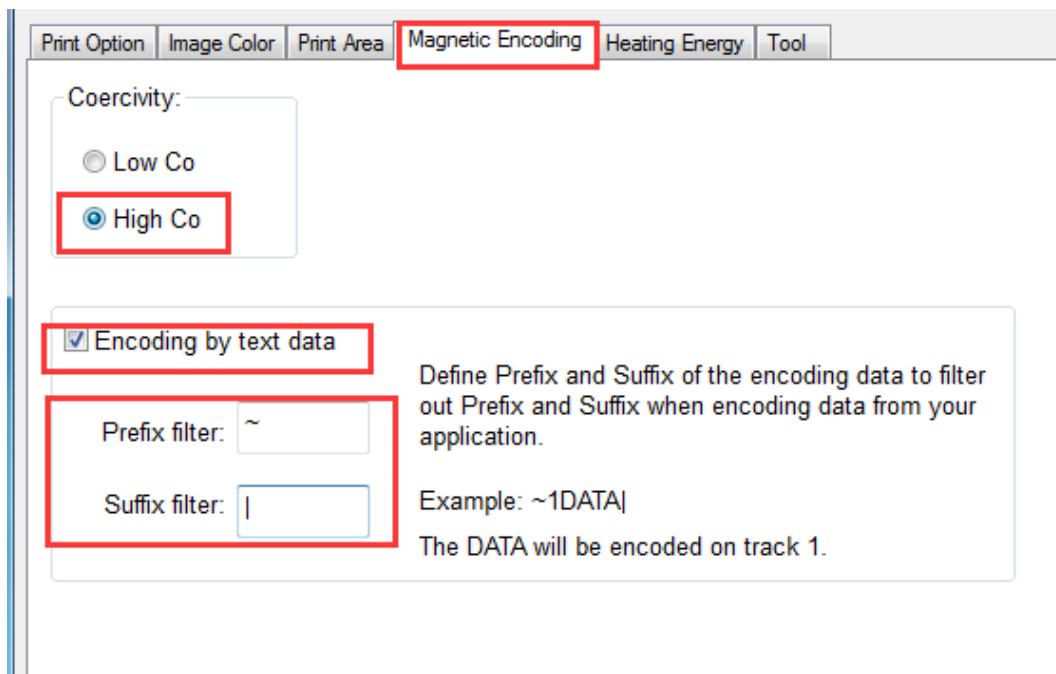 Print Option Image Color Print Area Magnetic Encoding Heating Energy Tool
Coercivity:
Low Co
High Co
Encoding by text data
Define Prefix and Suffix of the encoding data to filter
out Prefix and Suffix when encoding data from your
application.
Prefix filter: ~
Suffix filter: |
Example: ~1DATA|
The DATA will be encoded on track 1.